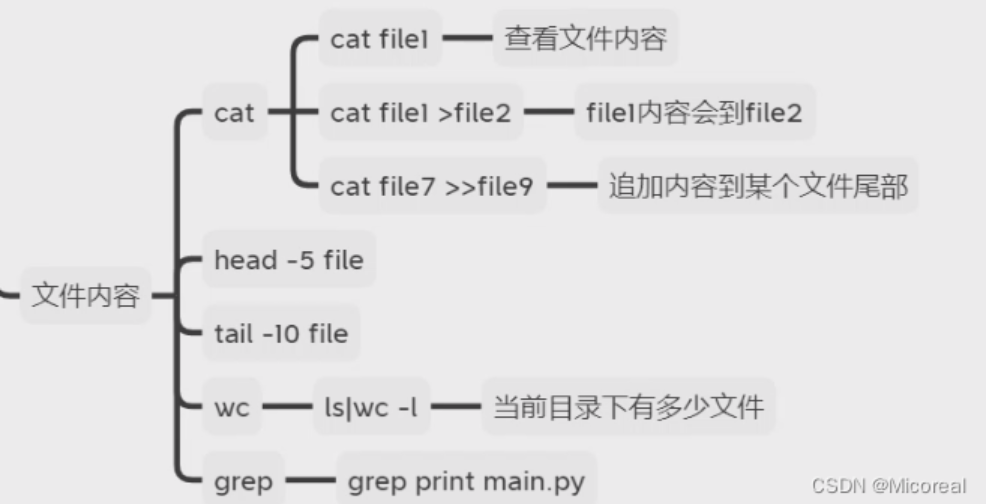 cat file1
查看文件内容
cat
cat file1 >file2
file1内容会到file2
cat file7 >>file9
追加内容到某个文件尾部
head -5 file
文件内容
tail -10 file
wc
ls|wc -l
当前目录下有多少文件
grep
grep print main.py
CSDN @Micoreal